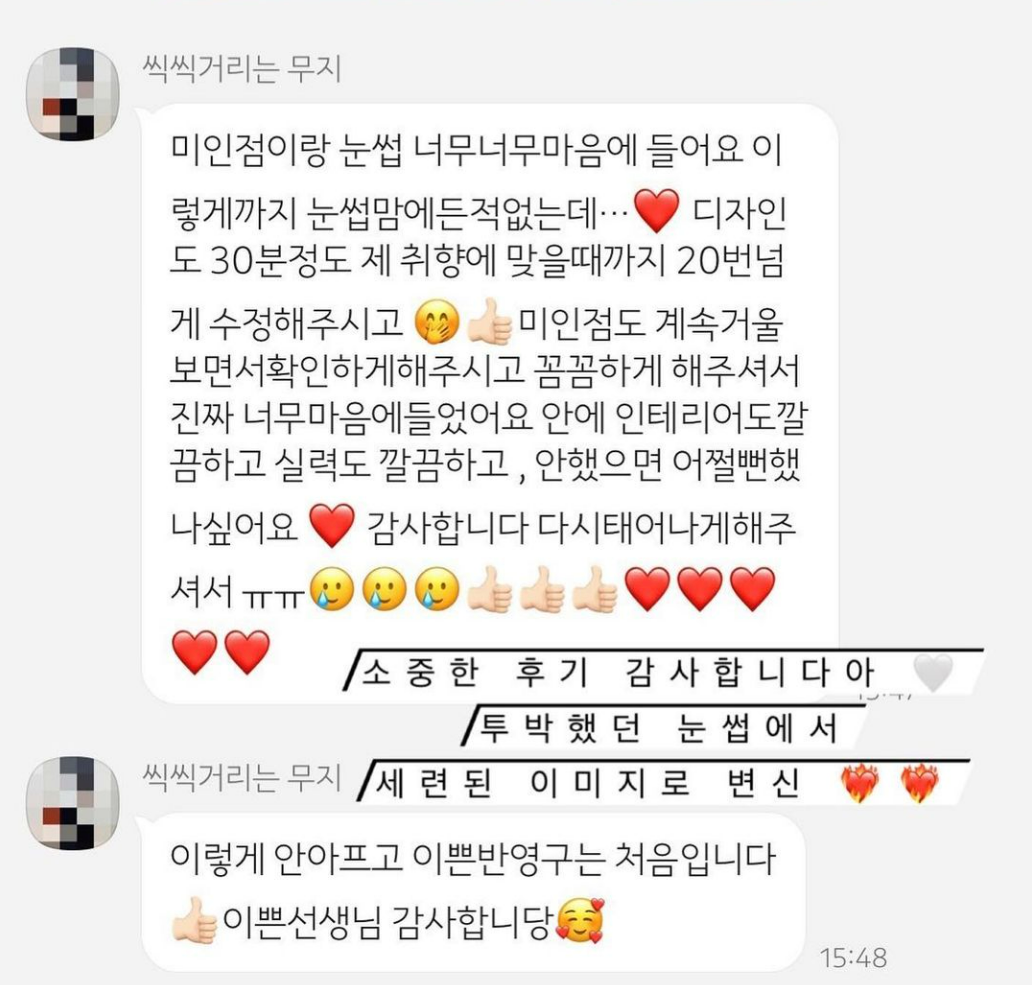 씩씩거리는 무지
미인점이랑 눈썹 너무너무마음에 들어요 이
렇게까지 눈썹맘에든적없는데…❤️ 디자인
도 30분정도 제 취향에 맞을때까지 20번넘
게 수정해주시고 🤭👍🏻미인점도 계속거울
보면서확인하게해주시고 꼼꼼하게 해주셔서
진짜 너무마음에들었어요 안에 인테리어도깔
끔하고 실력도 깔끔하고 , 안했으면 어쩔뻔했
나싶어요 ❤️ 감사합니다 다시태어나게해주
셔서 ㅠㅠ🥲🥲🥲👍🏻👍🏻👍🏻❤️❤️❤️
❤️❤️
소중한 후기 감사합니다아 🤍
투박했던 눈썹에서
씩씩거리는 무지
세련된 이미지로 변신 ❤️‍🔥 ❤️‍🔥
이렇게 안아프고 이쁜반영구는 처음입니다
👍🏻이쁜선생님 감사합니당🥰
15:48